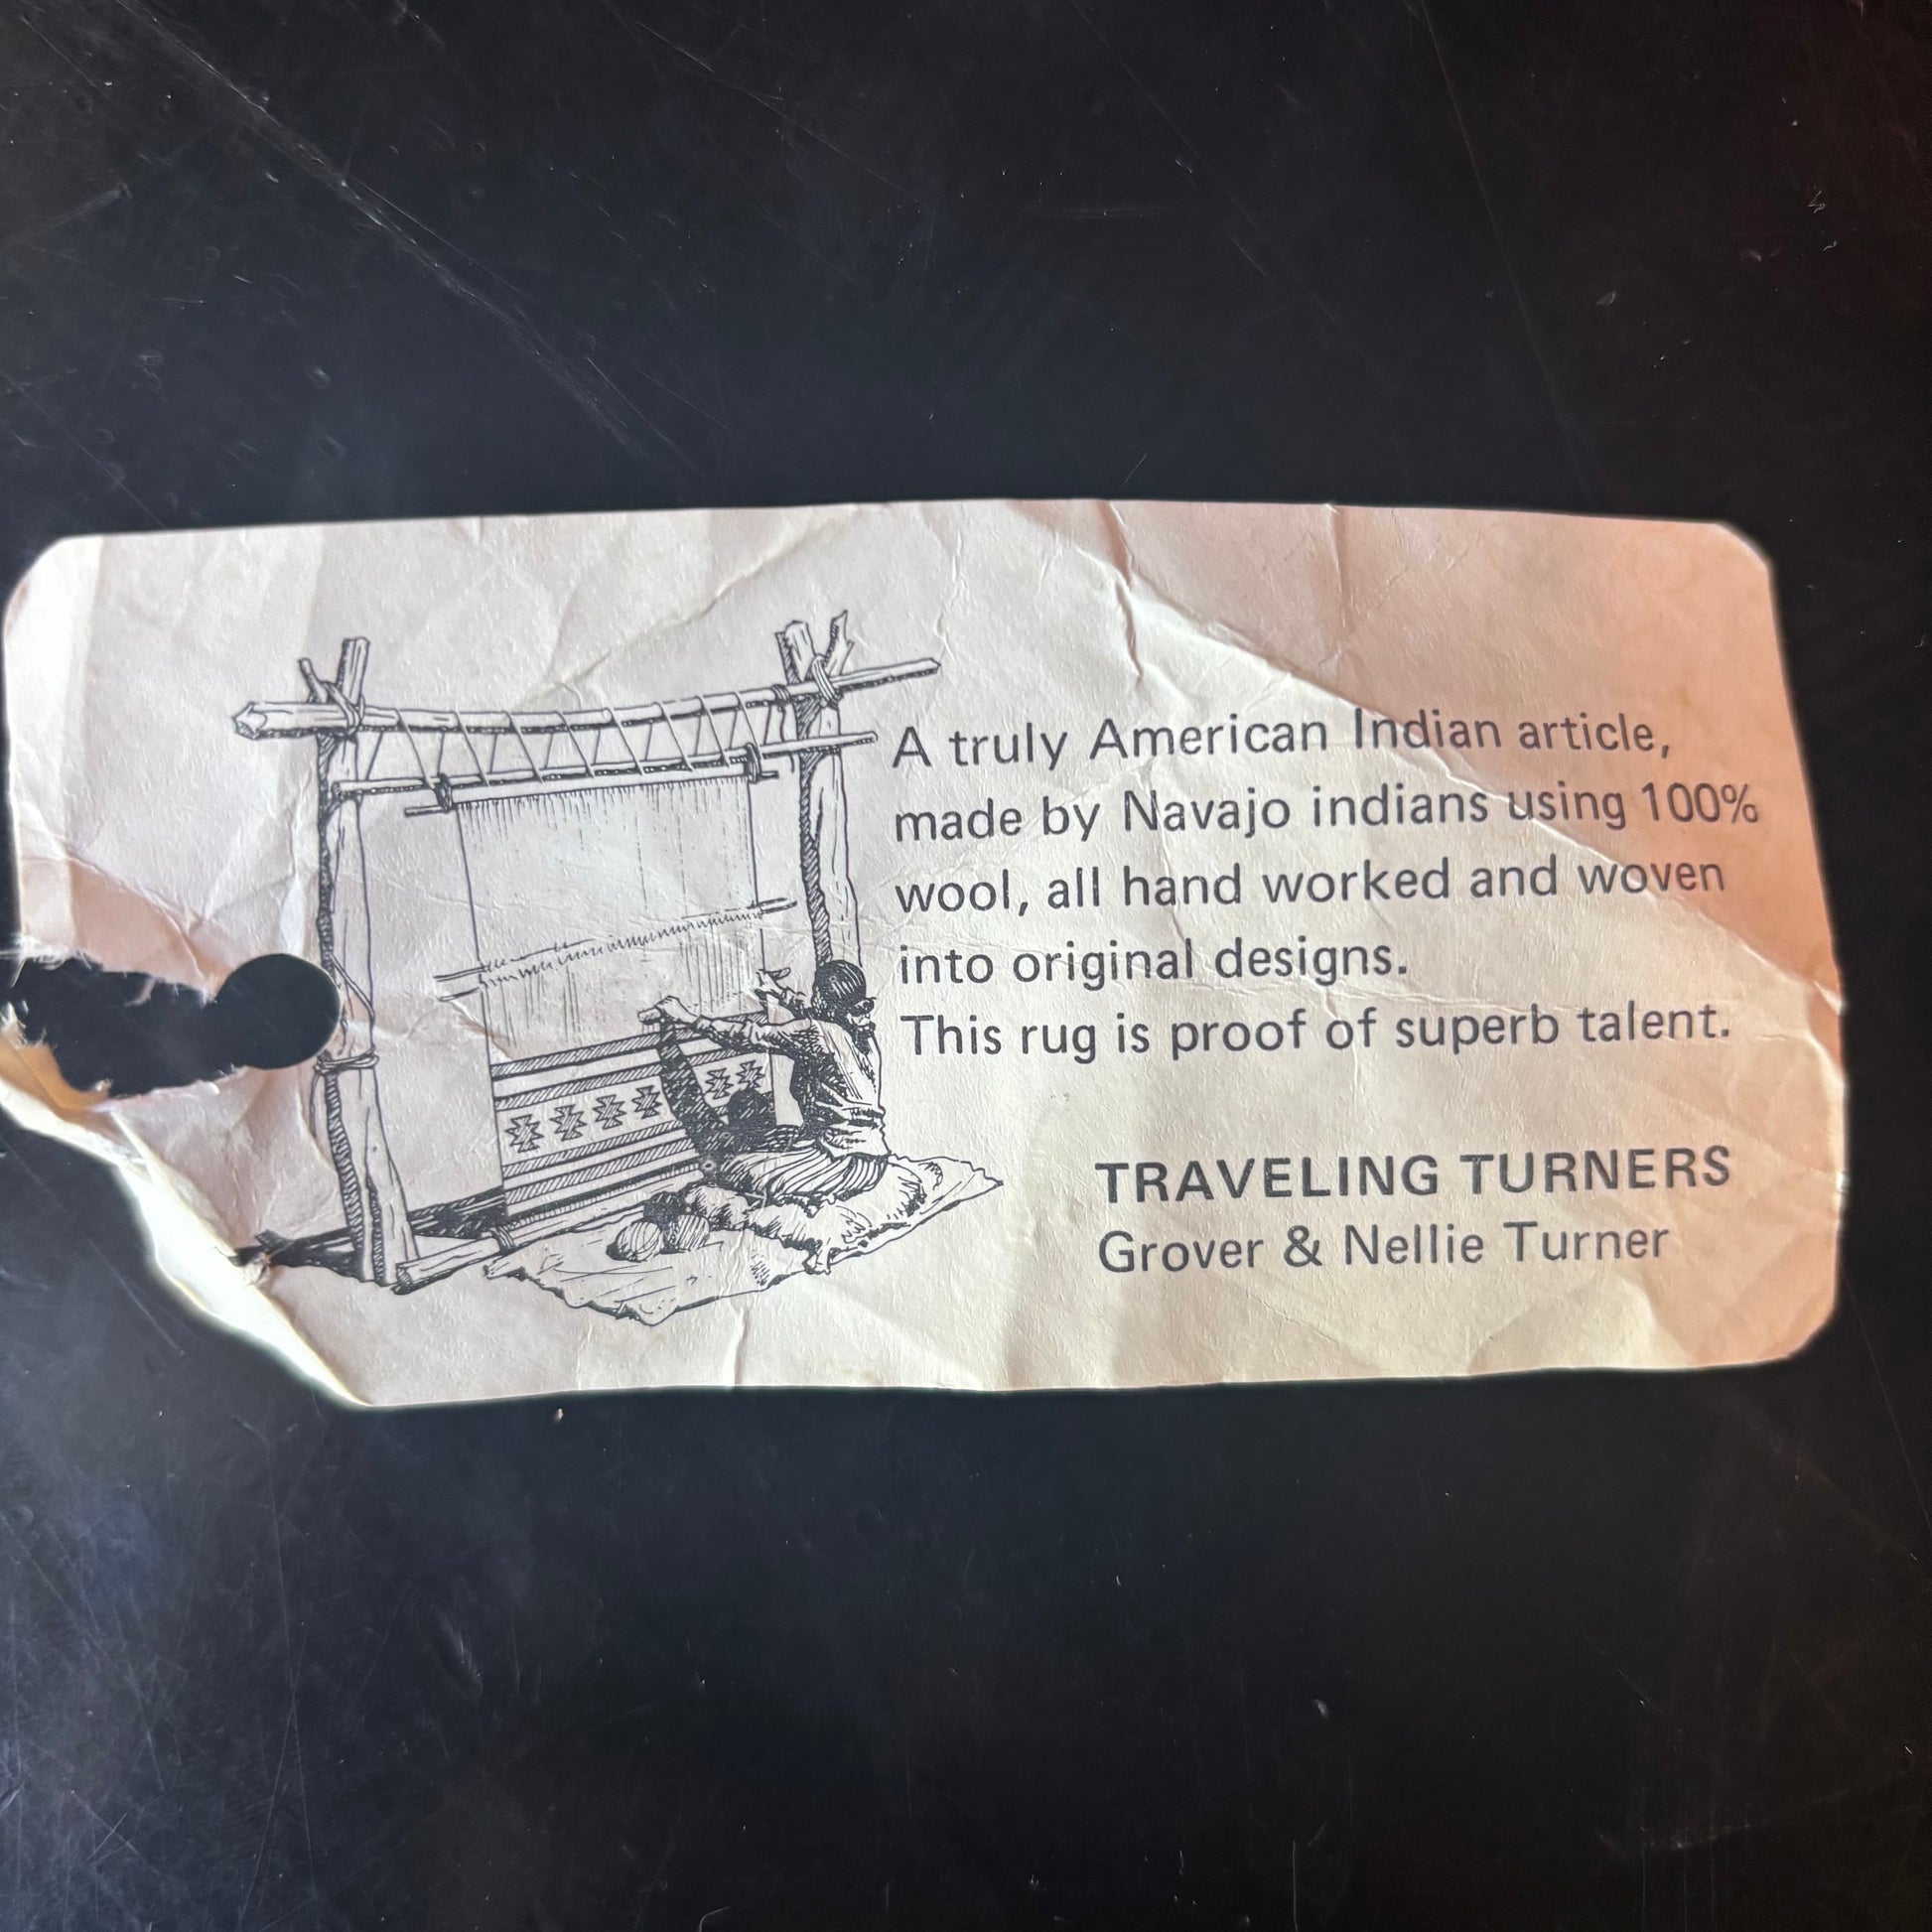 A truly American Indian article,
made by Navajo indians using 100%
wool, all hand worked and woven
into original designs.
This rug is proof of superb talent.
TRAVELING TURNERS
Grover & Nellie Turner